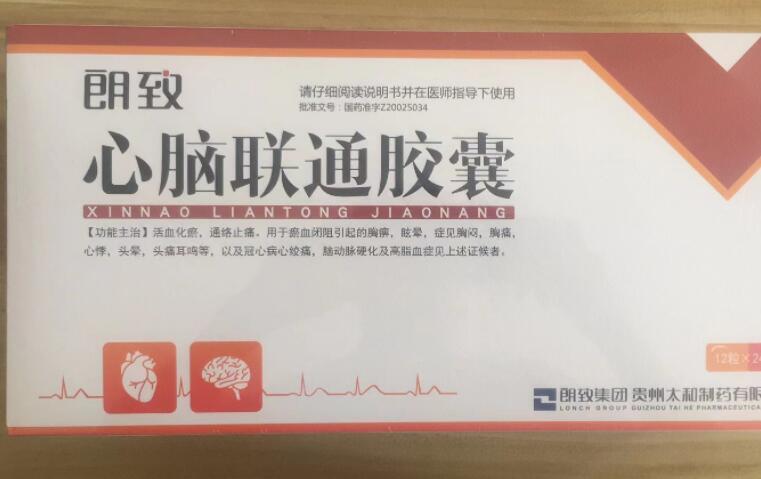 朗致
请仔细阅读说明书并在医师指导下使用
批准文号：国药准字Z20025034
心脑联通胶囊
XINNAO LIANTONG JIAONANG
【功能主治】活血化瘀，通络止痛。用于瘀血闭阻引起的胸痹，眩晕，症见胸闷，胸痛，
心悸，头晕，头痛耳鸣等，以及冠心病心绞痛，脑动脉硬化及高脂血症见上述证候者。
12粒×24
朗致集团 贵州太和制药有限
LONCH GROUP GUIZHOU TAI HE PHARMACEUTICA